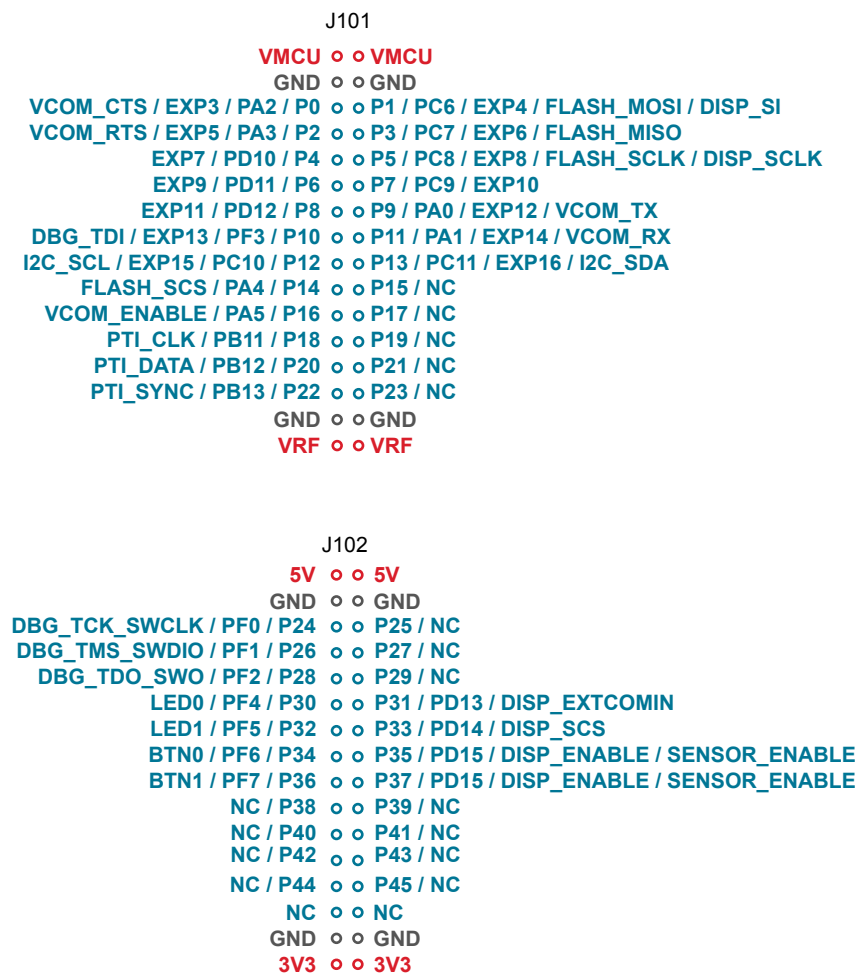 J101
VMCU VMCU
GND GND
VCOM_CTS / EXP3 / PA2 / P0 P1 / PC6 / EXP4 / FLASH_MOSI / DISP_SI
VCOM_RTS / EXP5 / PA3 / P2 P3 / PC7 / EXP6 / FLASH_MISO
EXP7 / PD10 / P4 P5 / PC8 / EXP8 / FLASH_SCLK / DISP_SCLK
EXP9 / PD11 / P6 P7 / PC9 / EXP10
EXP11 / PD12 / P8 P9 / PA0 / EXP12 / VCOM_TX
DBG_TDI / EXP13 / PF3 / P10 P11 / PA1 / EXP14 / VCOM_RX
I2C_SCL / EXP15 / PC10 / P12 P13 / PC11 / EXP16 / I2C_SDA
FLASH_SCS / PA4 / P14 P15 / NC
VCOM_ENABLE / PA5 / P16 P17 / NC
PTI_CLK / PB11 / P18 P19 / NC
PTI_DATA / PB12 / P20 P21 / NC
PTI_SYNC / PB13 / P22 P23 / NC
GND GND
VRF VRF
J102
5V 5V
GND GND
DBG_TCK_SWCLK / PF0 / P24 P25 / NC
DBG_TMS_SWDIO / PF1 / P26 P27 / NC
DBG_TDO_SWO / PF2 / P28 P29 / NC
LED0 / PF4 / P30 P31 / PD13 / DISP_EXTCOMIN
LED1 / PF5 / P32 P33 / PD14 / DISP_SCS
BTN0 / PF6 / P34 P35 / PD15 / DISP_ENABLE / SENSOR_ENABLE
BTN1 / PF7 / P36 P37 / PD15 / DISP_ENABLE / SENSOR_ENABLE
NC / P38 P39 / NC
NC / P40 P41 / NC
NC / P42 P43 / NC
NC / P44 P45 / NC
NC NC
GND GND
3V3 3V3